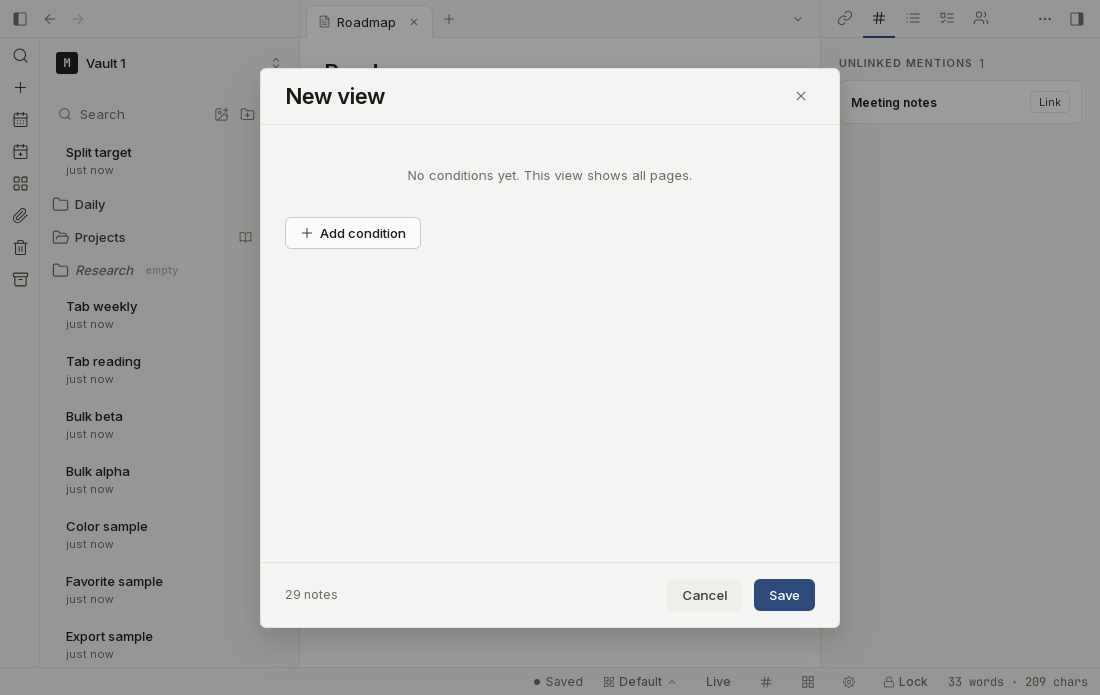 Roadmap
M Vault 1
Search
Split target
just now
Daily
Projects
Research empty
Tab weekly
just now
Tab reading
just now
Bulk beta
just now
Bulk alpha
just now
Color sample
just now
Favorite sample
just now
Export sample
just now
New view
No conditions yet. This view shows all pages.
Add condition
29 notes
Cancel
Save
UNLINKED MENTIONS 1
Meeting notes
Link
Saved
Default
Live
Lock
33 words · 209 chars